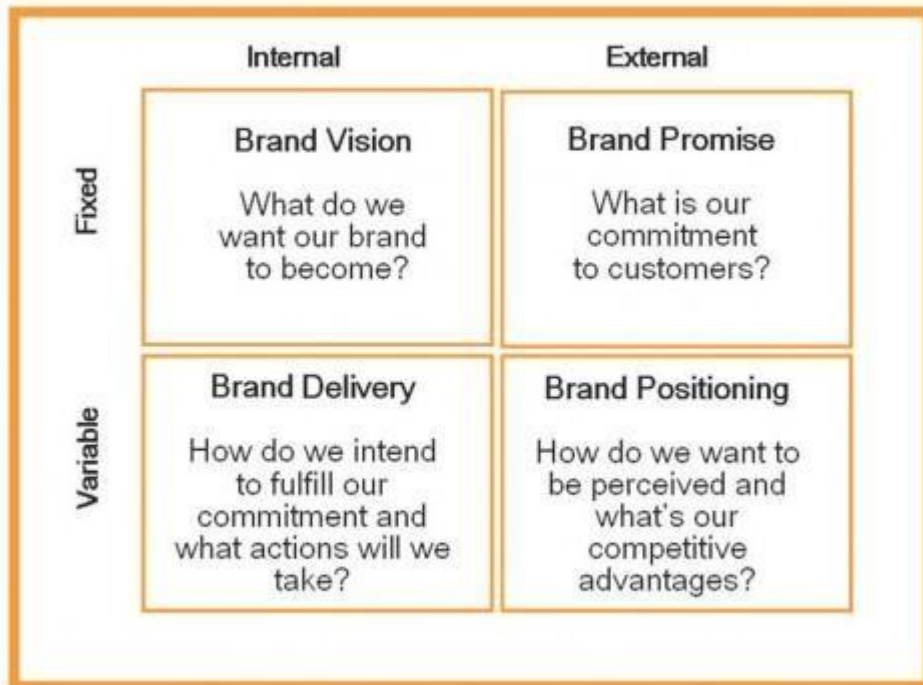 Internal
External
Fixed
Brand Vision
What do we
want our brand
to become?
Brand Promise
What is our
commitment
to customers?
Variable
Brand Delivery
How do we intend
to fulfill our
commitment and
what actions will we
take?
Brand Positioning
How do we want to
be perceived and
what's our
competitive
advantages?